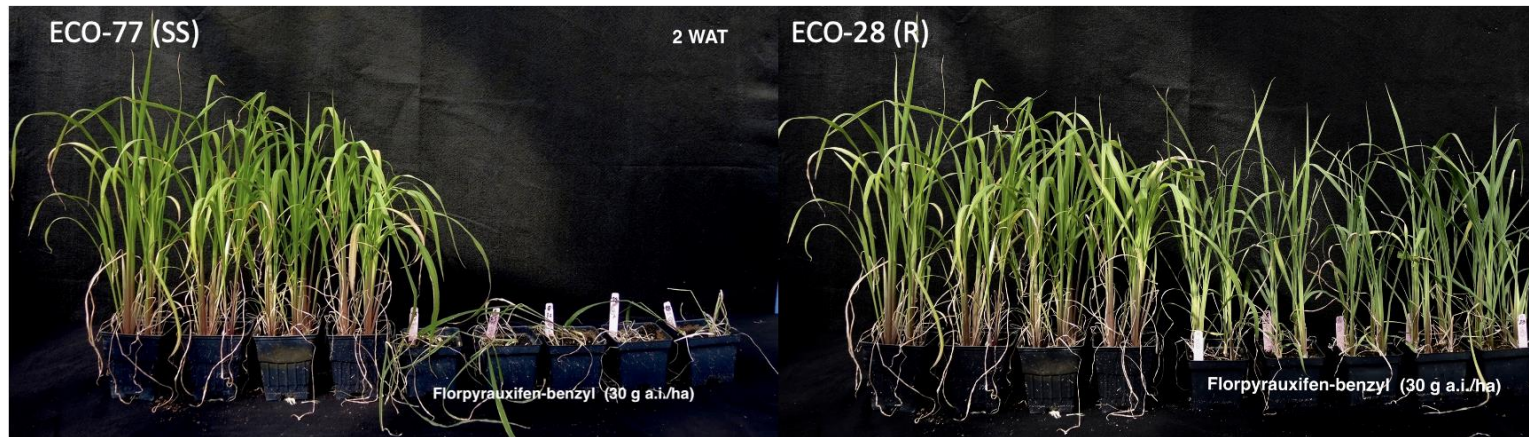 ECO-77 (SS)
2 WAT
ECO-28 (R)
Florpyrauxifen-benzyl (30 g a.i./ha)
Florpyrauxifen-benzyl (30 g a.i./ha)